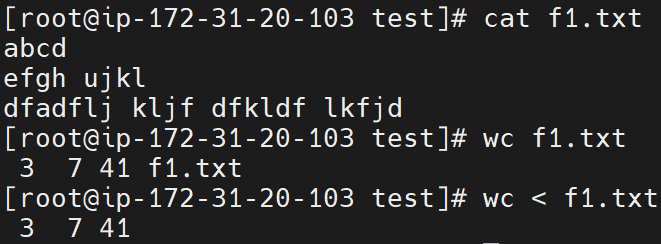 [root@ip-172-31-20-103 test]# cat f1.txt
abcd
efgh ujkl
dfadflj kljf dfkldf lkfjd
[root@ip-172-31-20-103 test]# wc f1.txt
 3  7 41 f1.txt
[root@ip-172-31-20-103 test]# wc < f1.txt
 3  7 41